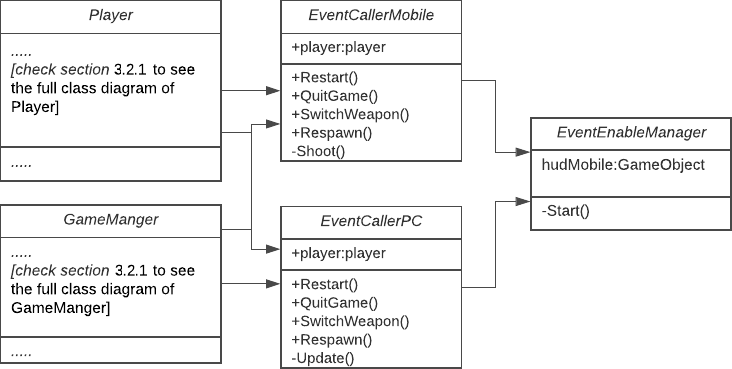 Player
.....
[check section 3.2.1 to see
the full class diagram of
Player]
.....
GameManger
.....
[check section 3.2.1 to see
the full class diagram of
GameManger]
.....
EventCallerMobile
+player:player
+Restart()
+QuitGame()
+SwitchWeapon()
+Respawn()
-Shoot()
EventCallerPC
+player:player
+Restart()
+QuitGame()
+SwitchWeapon()
+Respawn()
-Update()
EventEnableManager
hudMobile:GameObject
-Start()